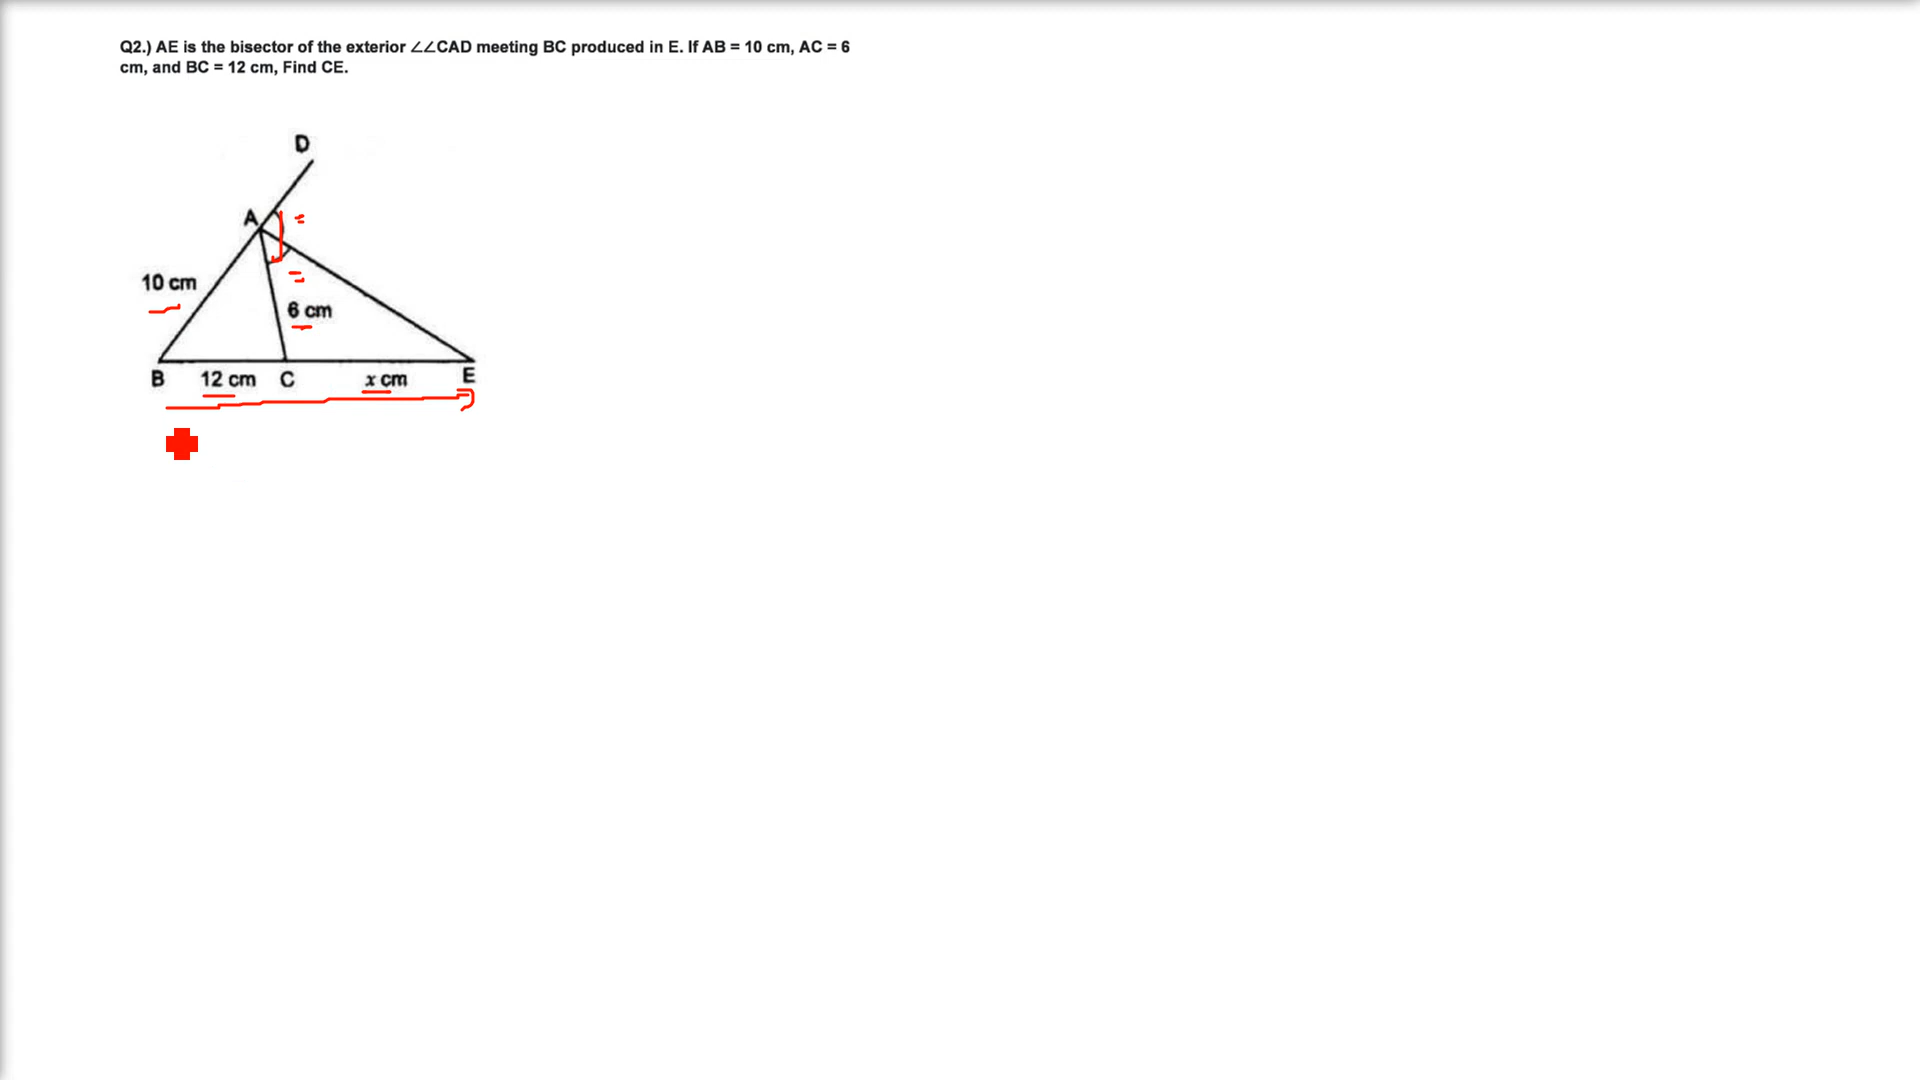 Q2.) AE is the bisector of the exterior ∠∠CAD meeting BC produced in E. If AB = 10 cm, AC = 6
cm, and BC = 12 cm, Find CE.
D
A
10 cm
6 cm
B 12 cm C x cm E